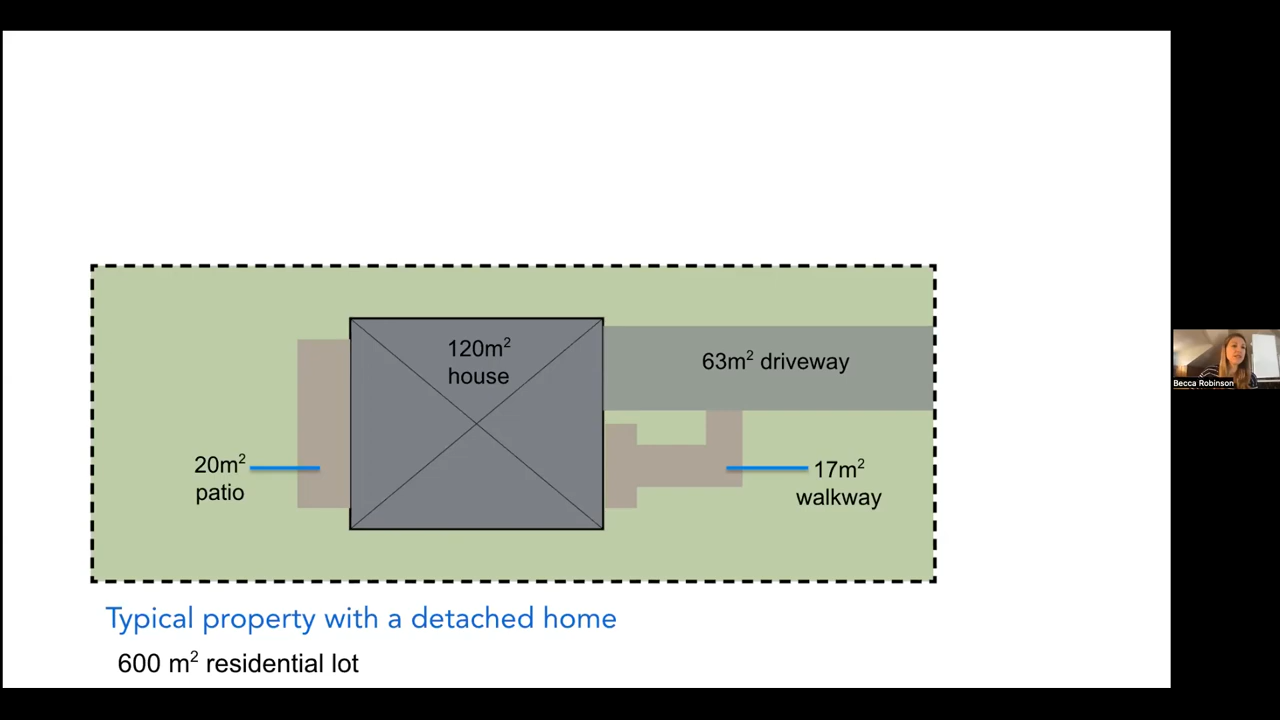 120m²
house
63m² driveway
20m²
patio
17m²
walkway
Typical property with a detached home
600 m² residential lot
Becca Robinson